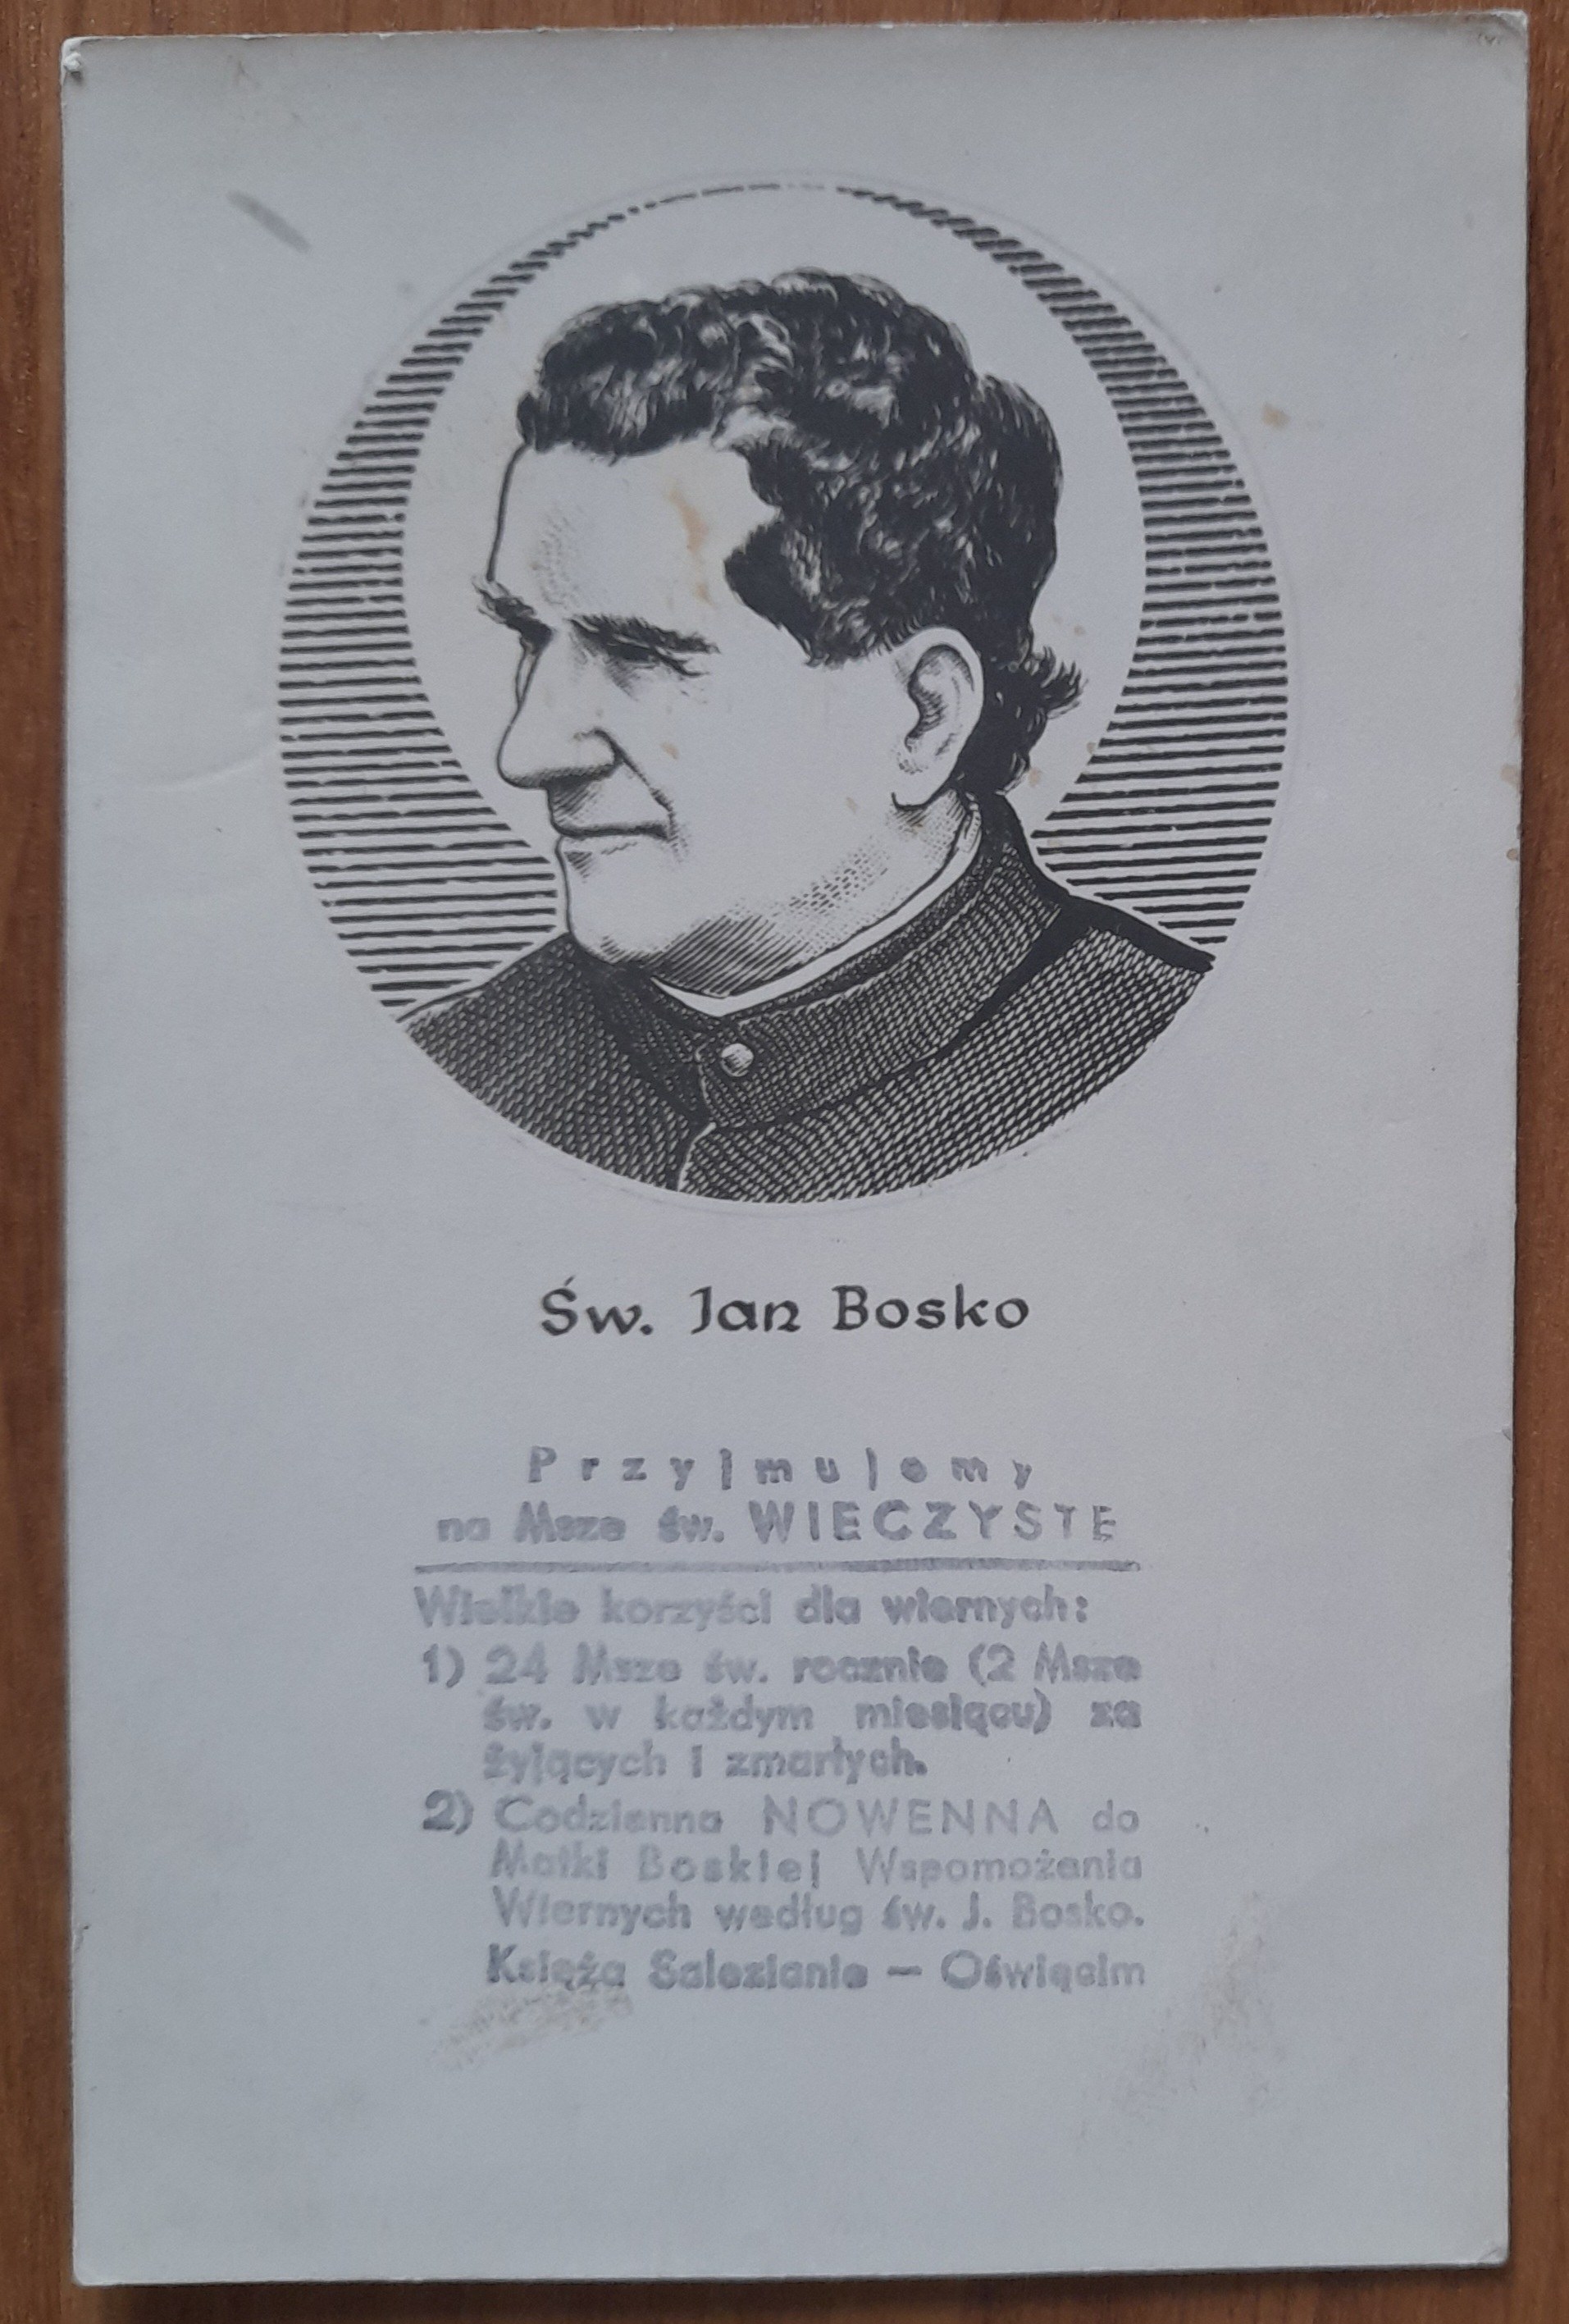 Św. Jan Bosko
Przyjmujemy
na Msze św. WIECZYSTE
Wielkie korzyści dla wiernych:
1) 24 Msze św. rocznie (2 Msze
św. w każdym miesiącu) za
żyjących i zmarłych.
2) Codzienna NOWENNA do
Matki Boskiej Wspomożenia
Wiernych według św. J. Bosko.
Księża Salezianie — Oświęcim